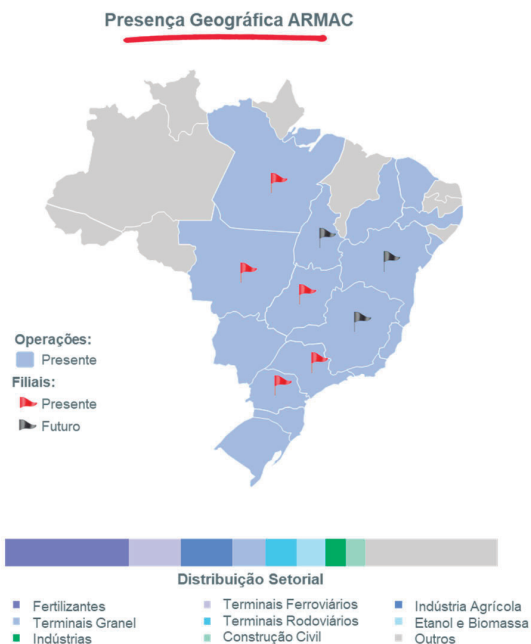 Presença Geográfica ARMAC
Operações:
Presente
Filiais:
Presente
Futuro
Distribuição Setorial
Fertilizantes
Terminais Ferroviários
Indústria Agrícola
Terminais Granel
Terminais Rodoviários
Etanol e Biomassa
Indústrias
Construção Civil
Outros